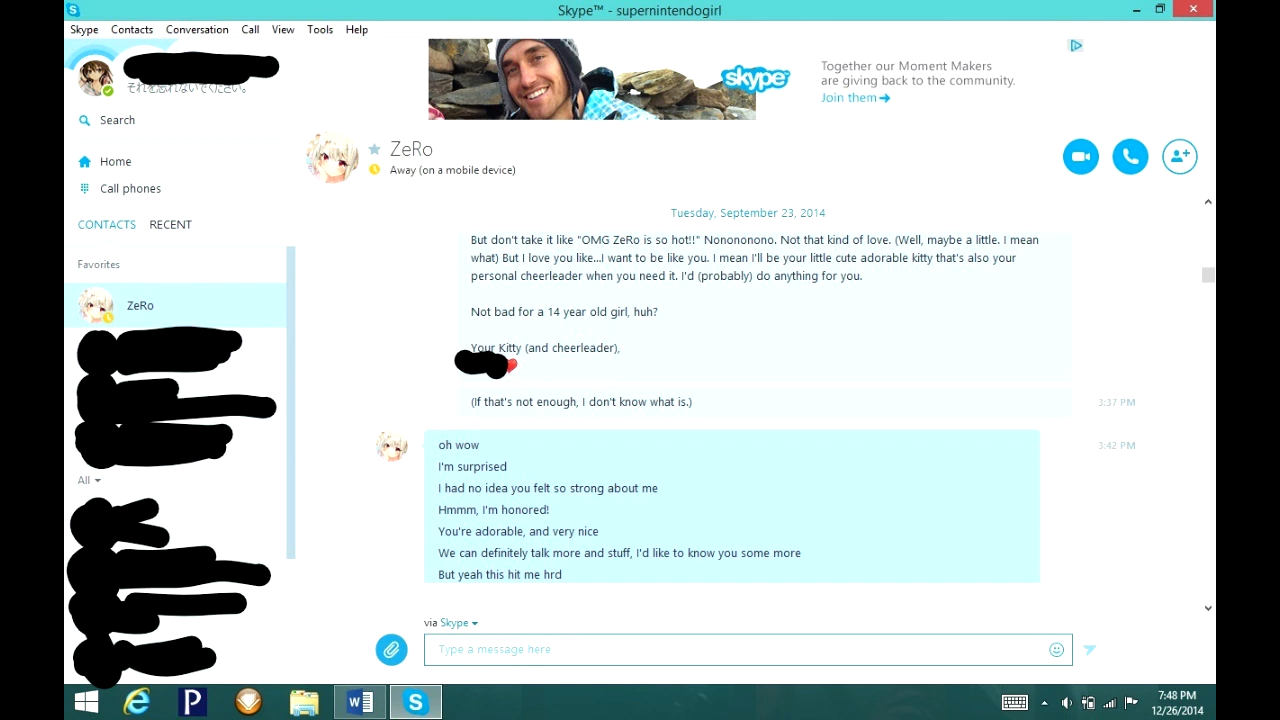 Skype™ - supernintendogirl
Skype Contacts Conversation Call View Tools Help
それを忘れないでください。
Search
Home
Call phones
CONTACTS RECENT
Favorites
ZeRo
All
skype
Together our Moment Makers
are giving back to the community.
Join them
ZeRo
Away (on a mobile device)
Tuesday, September 23, 2014
But don't take it like "OMG ZeRo is so hot!!" Nonononono. Not that kind of love. (Well, maybe a little. I mean
what) But I love you like...I want to be like you. I mean I'll be your little cute adorable kitty that's also your
personal cheerleader when you need it. I'd (probably) do anything for you.
Not bad for a 14 year old girl, huh?
Your Kitty (and cheerleader),
(If that's not enough, I don't know what is.) 3:37 PM
oh wow 3:42 PM
I'm surprised
I had no idea you felt so strong about me
Hmmm, I'm honored!
You're adorable, and very nice
We can definitely talk more and stuff, I'd like to know you some more
But yeah this hit me hrd
via Skype
Type a message here
7:48 PM
12/26/2014